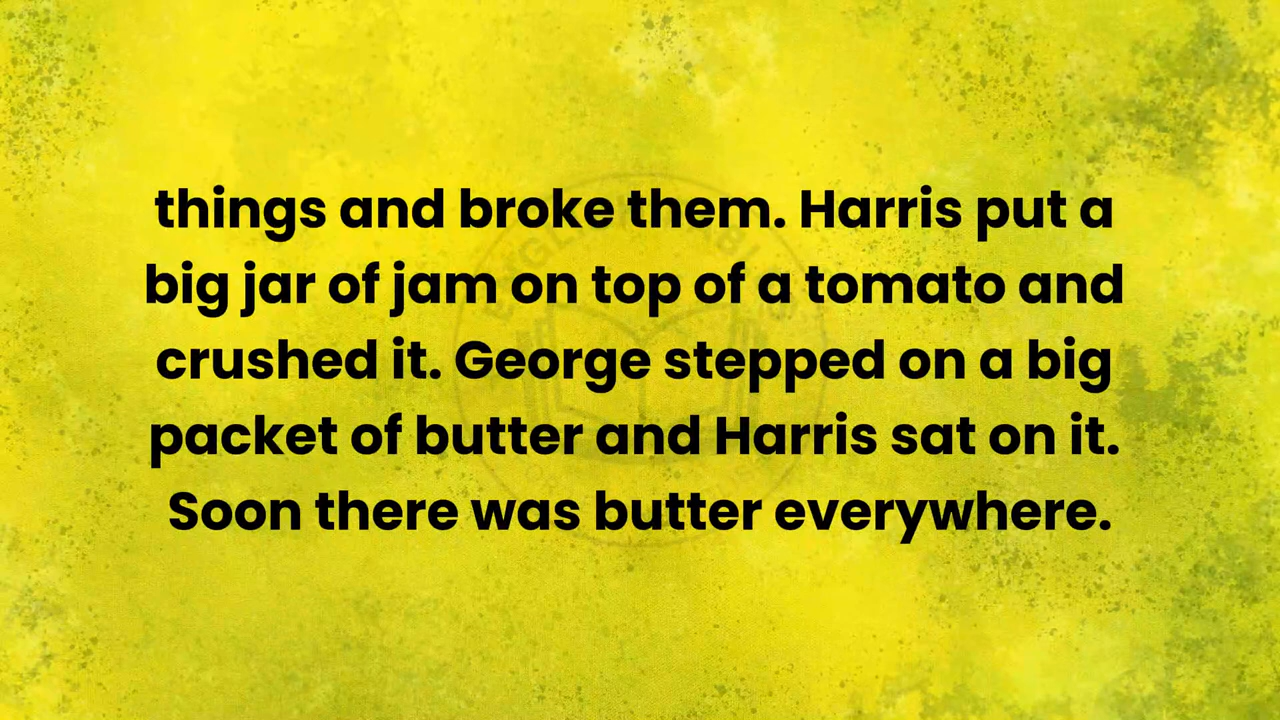 things and broke them. Harris put a
big jar of jam on top of a tomato and
crushed it. George stepped on a big
packet of butter and Harris sat on it.
Soon there was butter everywhere.